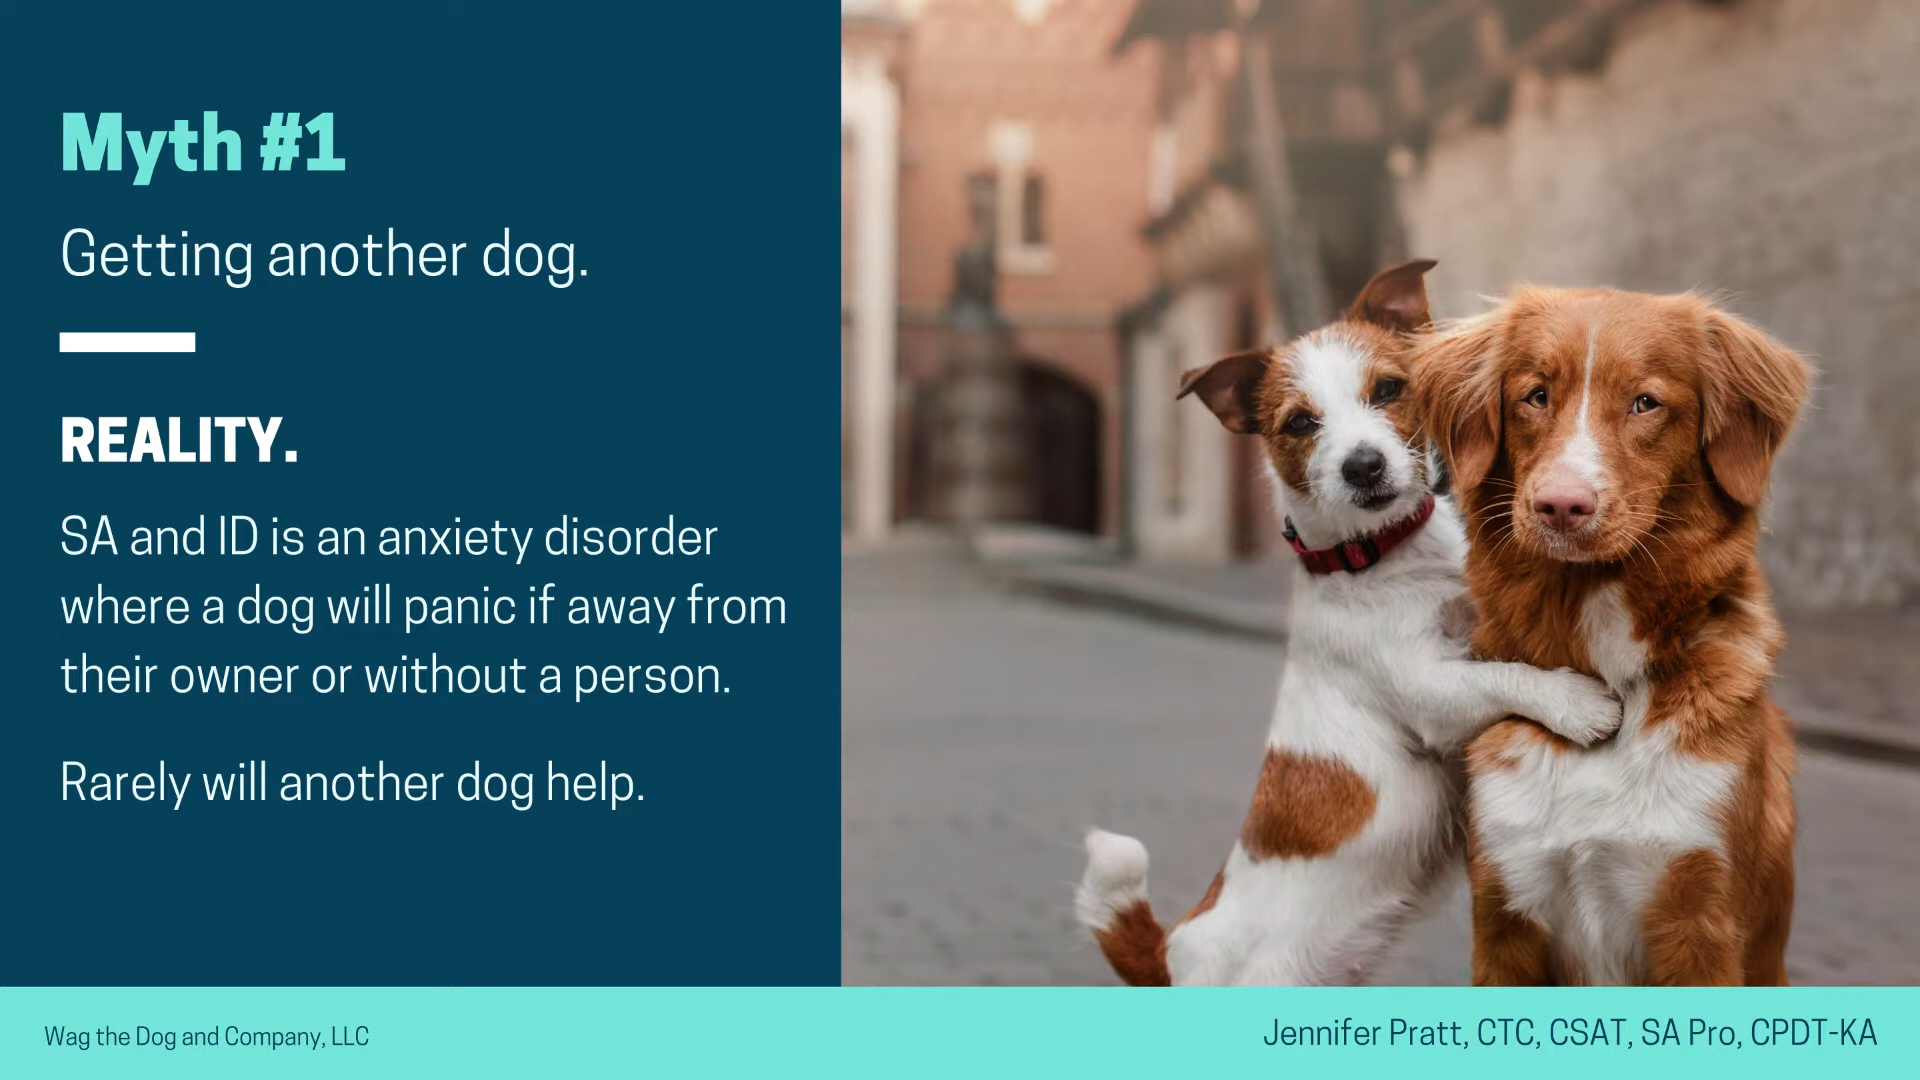 Myth #1
Getting another dog.
REALITY.
SA and ID is an anxiety disorder
where a dog will panic if away from
their owner or without a person.
Rarely will another dog help.
Wag the Dog and Company, LLC
Jennifer Pratt, CTC, CSAT, SA Pro, CPDT-KA